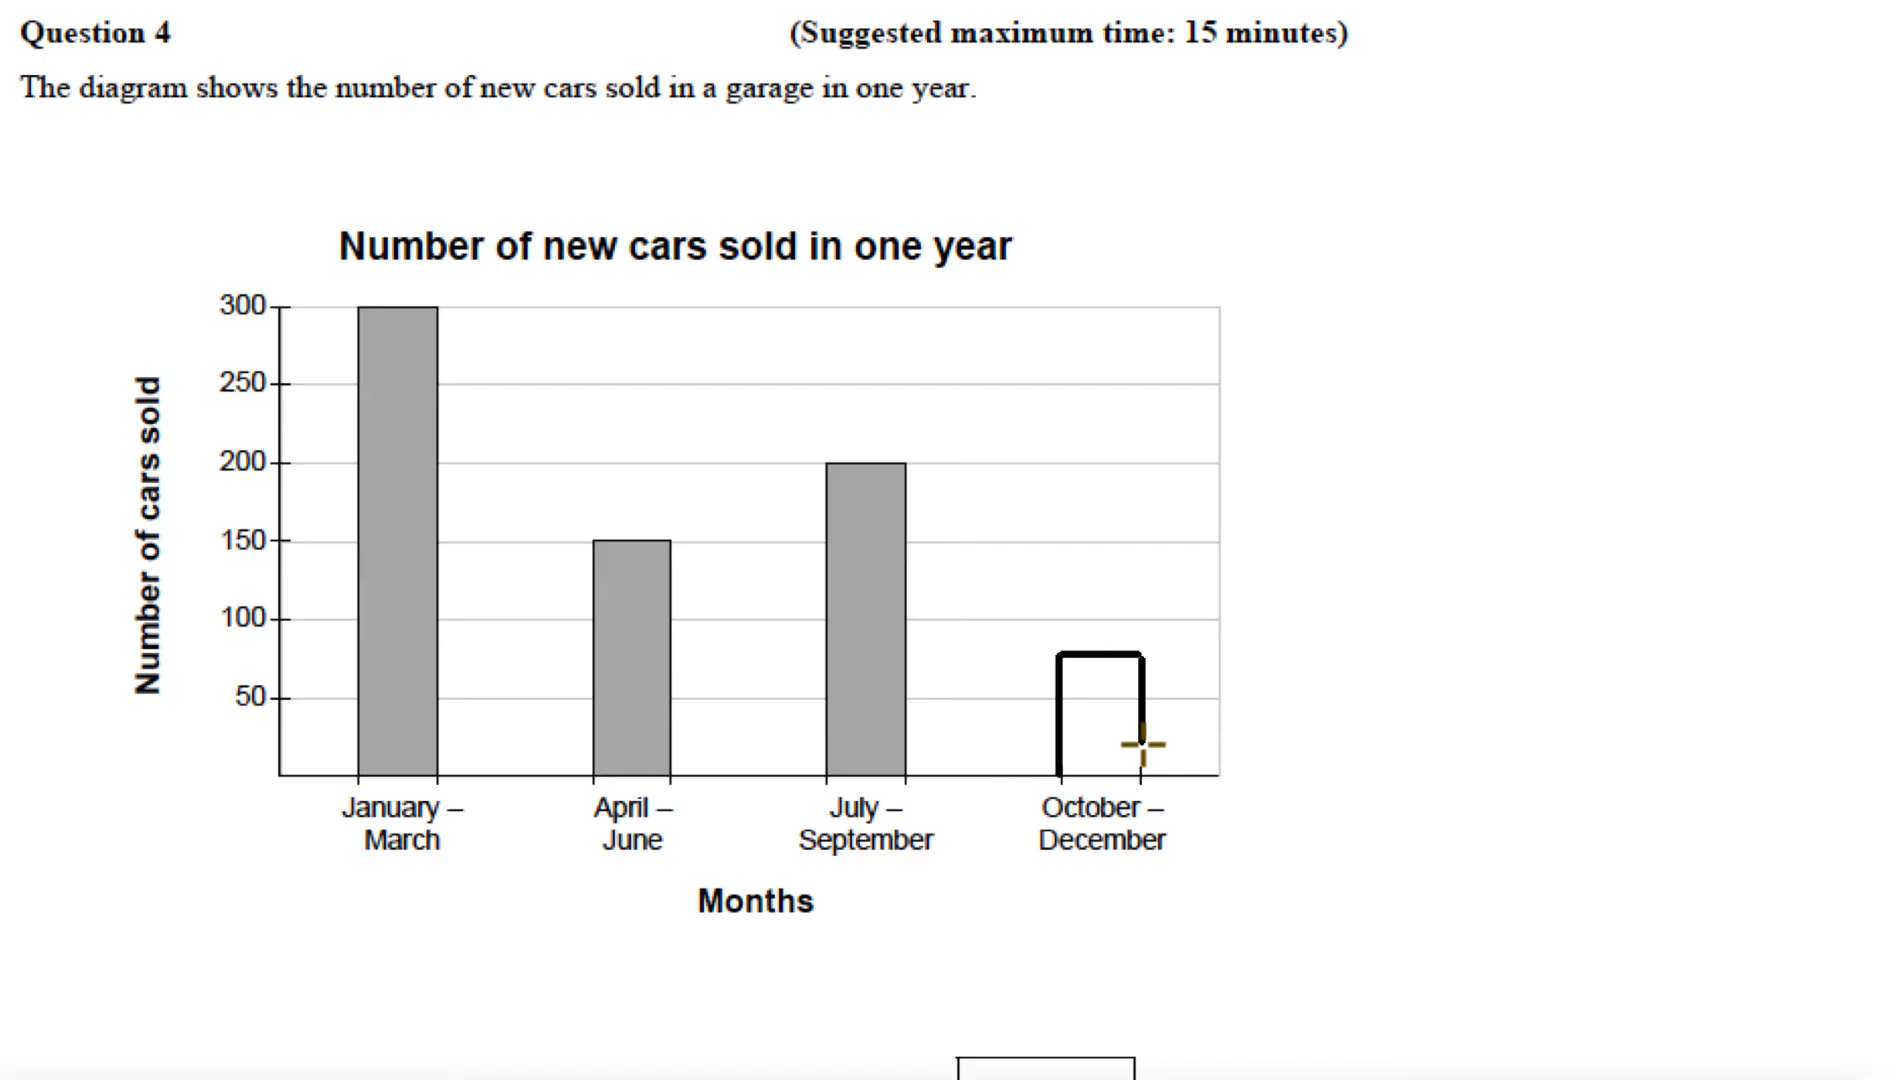 Question 4
(Suggested maximum time: 15 minutes)
The diagram shows the number of new cars sold in a garage in one year.
Number of new cars sold in one year
Number of cars sold
300
250
200
150
100
50
January –
March
April –
June
July –
September
October –
December
Months